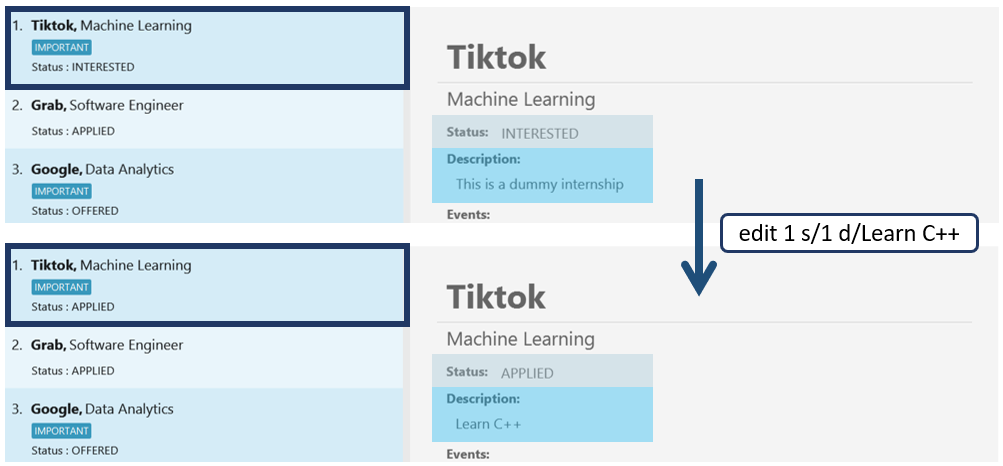 1. Tiktok, Machine Learning
IMPORTANT
Status : INTERESTED
2. Grab, Software Engineer
Status : APPLIED
3. Google, Data Analytics
IMPORTANT
Status : OFFERED
Tiktok
Machine Learning
Status: INTERESTED
Description:
This is a dummy internship
Events:
edit 1 s/1 d/Learn C++
1. Tiktok, Machine Learning
IMPORTANT
Status : APPLIED
2. Grab, Software Engineer
Status : APPLIED
3. Google, Data Analytics
IMPORTANT
Status : OFFERED
Tiktok
Machine Learning
Status: APPLIED
Description:
Learn C++
Events: